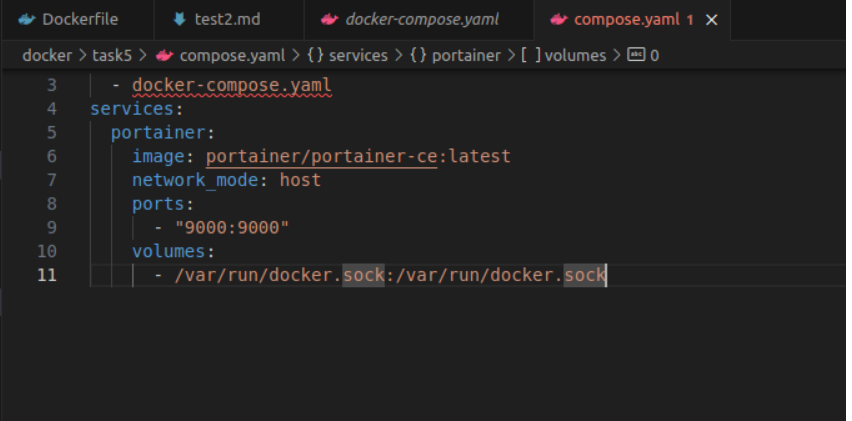 Dockerfile test2.md docker-compose.yaml compose.yaml 1 ×
docker > task5 > compose.yaml > {} services > {} portainer > [ ] volumes > abc 0
3 - docker-compose.yaml
4 services:
5 portainer:
6 image: portainer/portainer-ce:latest
7 network_mode: host
8 ports:
9 - "9000:9000"
10 volumes:
11 - /var/run/docker.sock:/var/run/docker.sock